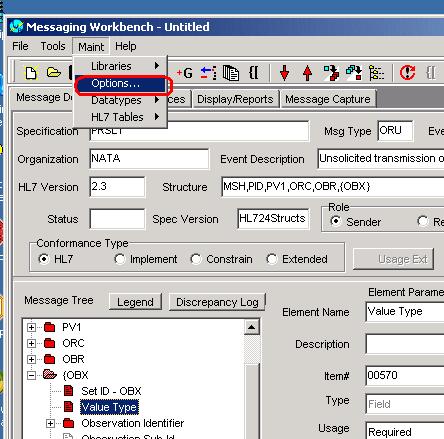 Messaging Workbench - Untitled
File Tools Maint Help
Libraries
Options...
Datatypes
HL7 Tables
+G {[ {[
Display/Reports Message Capture
Specification
Msg Type ORU
Organization NATA Event Description Unsolicited transmission o
HL7 Version 2.3 Structure MSH,PID,PV1,ORC,OBR,{OBX}
Status Spec Version HL724Structs Role
Sender Re
Conformance Type
HL7 Implement Constrain Extended Usage Ext
Message Tree Legend Discrepancy Log
Element Parame
Element Name Value Type
Description
Item# 00570
Type Field
Usage Required
PV1
ORC
OBR
{OBX
Set ID - OBX
Value Type
Observation Identifier
Observation Sub-Id